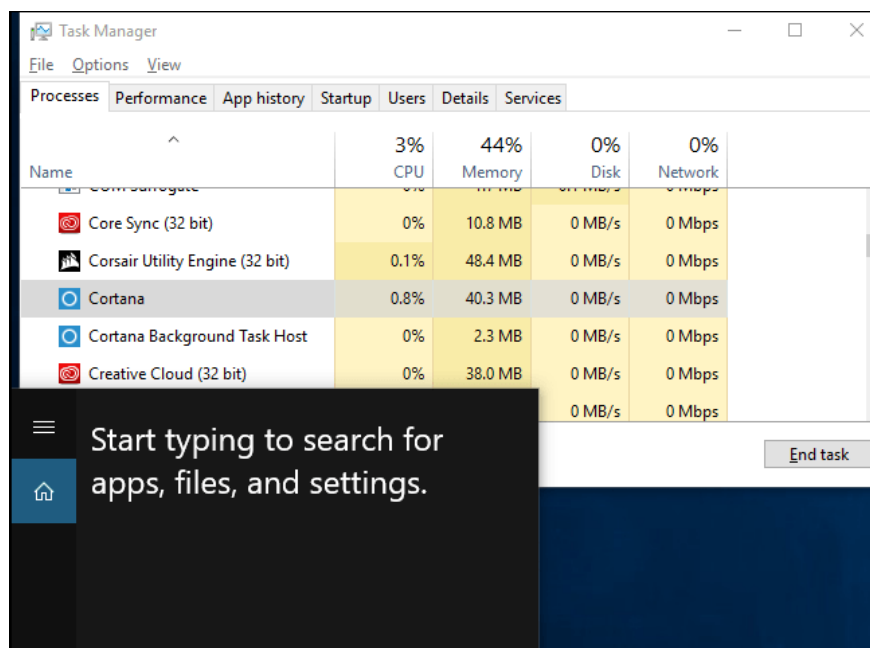 Task Manager
File Options View
Processes Performance App history Startup Users Details Services
3% 44% 0% 0%
Name CPU Memory Disk Network
Core Sync (32 bit) 0% 10.8 MB 0 MB/s 0 Mbps
Corsair Utility Engine (32 bit) 0.1% 48.4 MB 0 MB/s 0 Mbps
Cortana 0.8% 40.3 MB 0 MB/s 0 Mbps
Cortana Background Task Host 0% 2.3 MB 0 MB/s 0 Mbps
Creative Cloud (32 bit) 0% 38.0 MB 0 MB/s 0 Mbps
0 MB/s 0 Mbps
End task
Start typing to search for
apps, files, and settings.